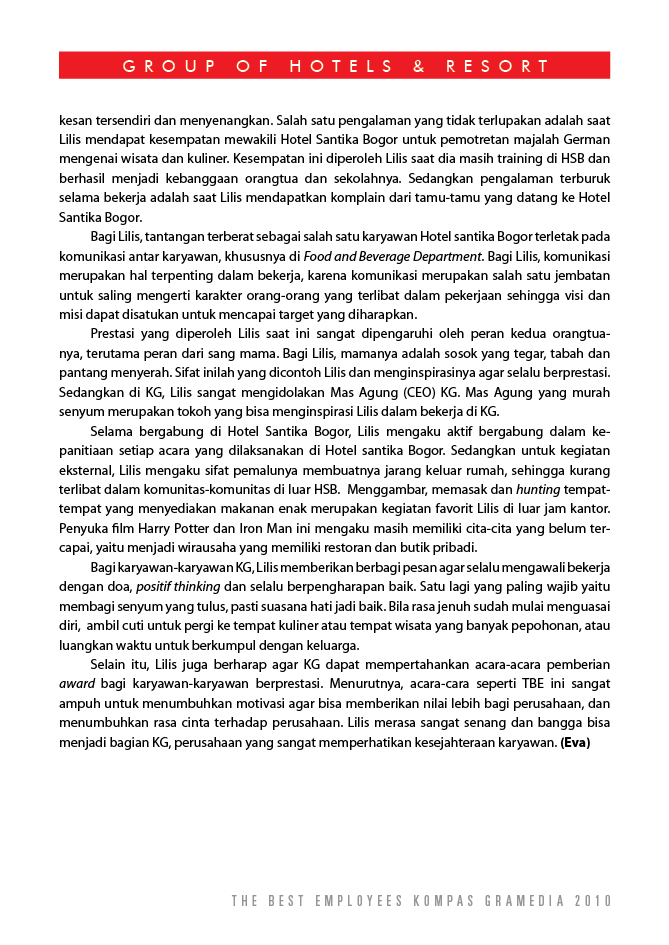 GROUP OF HOTELS & RESORT
kesan tersendiri dan menyenangkan. Salah satu pengalaman yang tidak terlupakan adalah saat
Lilis mendapat kesempatan mewakili Hotel Santika Bogor untuk pemotretan majalah German
mengenai wisata dan kuliner. Kesempatan ini diperoleh Lilis saat dia masih training di HSB dan
berhasil menjadi kebanggaan orangtua dan sekolahnya. Sedangkan pengalaman terburuk
selama bekerja adalah saat Lilis mendapatkan komplain dari tamu-tamu yang datang ke Hotel
Santika Bogor.
Bagi Lilis, tantangan terberat sebagai salah satu karyawan Hotel santika Bogor terletak pada
komunikasi antar karyawan, khususnya di Food and Beverage Department. Bagi Lilis, komunikasi
merupakan hal terpenting dalam bekerja, karena komunikasi merupakan salah satu jembatan
untuk saling mengerti karakter orang-orang yang terlibat dalam pekerjaan sehingga visi dan
misi dapat disatukan untuk mencapai target yang diharapkan.
Prestasi yang diperoleh Lilis saat ini sangat dipengaruhi oleh peran kedua orangtua-
nya, terutama peran dari sang mama. Bagi Lilis, mamanya adalah sosok yang tegar, tabah dan
pantang menyerah. Sifat inilah yang dicontoh Lilis dan menginspirasinya agar selalu berprestasi.
Sedangkan di KG, Lilis sangat mengidolakan Mas Agung (CEO) KG. Mas Agung yang murah
senyum merupakan tokoh yang bisa menginspirasi Lilis dalam bekerja di KG.
Selama bergabung di Hotel Santika Bogor, Lilis mengaku aktif bergabung dalam ke-
panitiaan setiap acara yang dilaksanakan di Hotel santika Bogor. Sedangkan untuk kegiatan
eksternal, Lilis mengaku sifat pemalunya membuatnya jarang keluar rumah, sehingga kurang
terlibat dalam komunitas-komunitas di luar HSB. Menggambar, memasak dan hunting tempat-
tempat yang menyediakan makanan enak merupakan kegiatan favorit Lilis di luar jam kantor.
Penyuka film Harry Potter dan Iron Man ini mengaku masih memiliki cita-cita yang belum ter-
capai, yaitu menjadi wirausaha yang memiliki restoran dan butik pribadi.
Bagi karyawan-karyawan KG, Lilis memberikan berbagi pesan agar selalu mengawali bekerja
dengan doa, positif thinking dan selalu berpengharapan baik. Satu lagi yang paling wajib yaitu
membagi senyum yang tulus, pasti suasana hati jadi baik. Bila rasa jenuh sudah mulai menguasai
diri, ambil cuti untuk pergi ke tempat kuliner atau tempat wisata yang banyak pepohonan, atau
luangkan waktu untuk berkumpul dengan keluarga.
Selain itu, Lilis juga berharap agar KG dapat mempertahankan acara-acara pemberian
award bagi karyawan-karyawan berprestasi. Menurutnya, acara-cara seperti TBE ini sangat
ampuh untuk menumbuhkan motivasi agar bisa memberikan nilai lebih bagi perusahaan, dan
menumbuhkan rasa cinta terhadap perusahaan. Lilis merasa sangat senang dan bangga bisa
menjadi bagian KG, perusahaan yang sangat memperhatikan kesejahteraan karyawan. (Eva)
THE BEST EMPLOYEES KOMPAS GRAMEDIA 2010